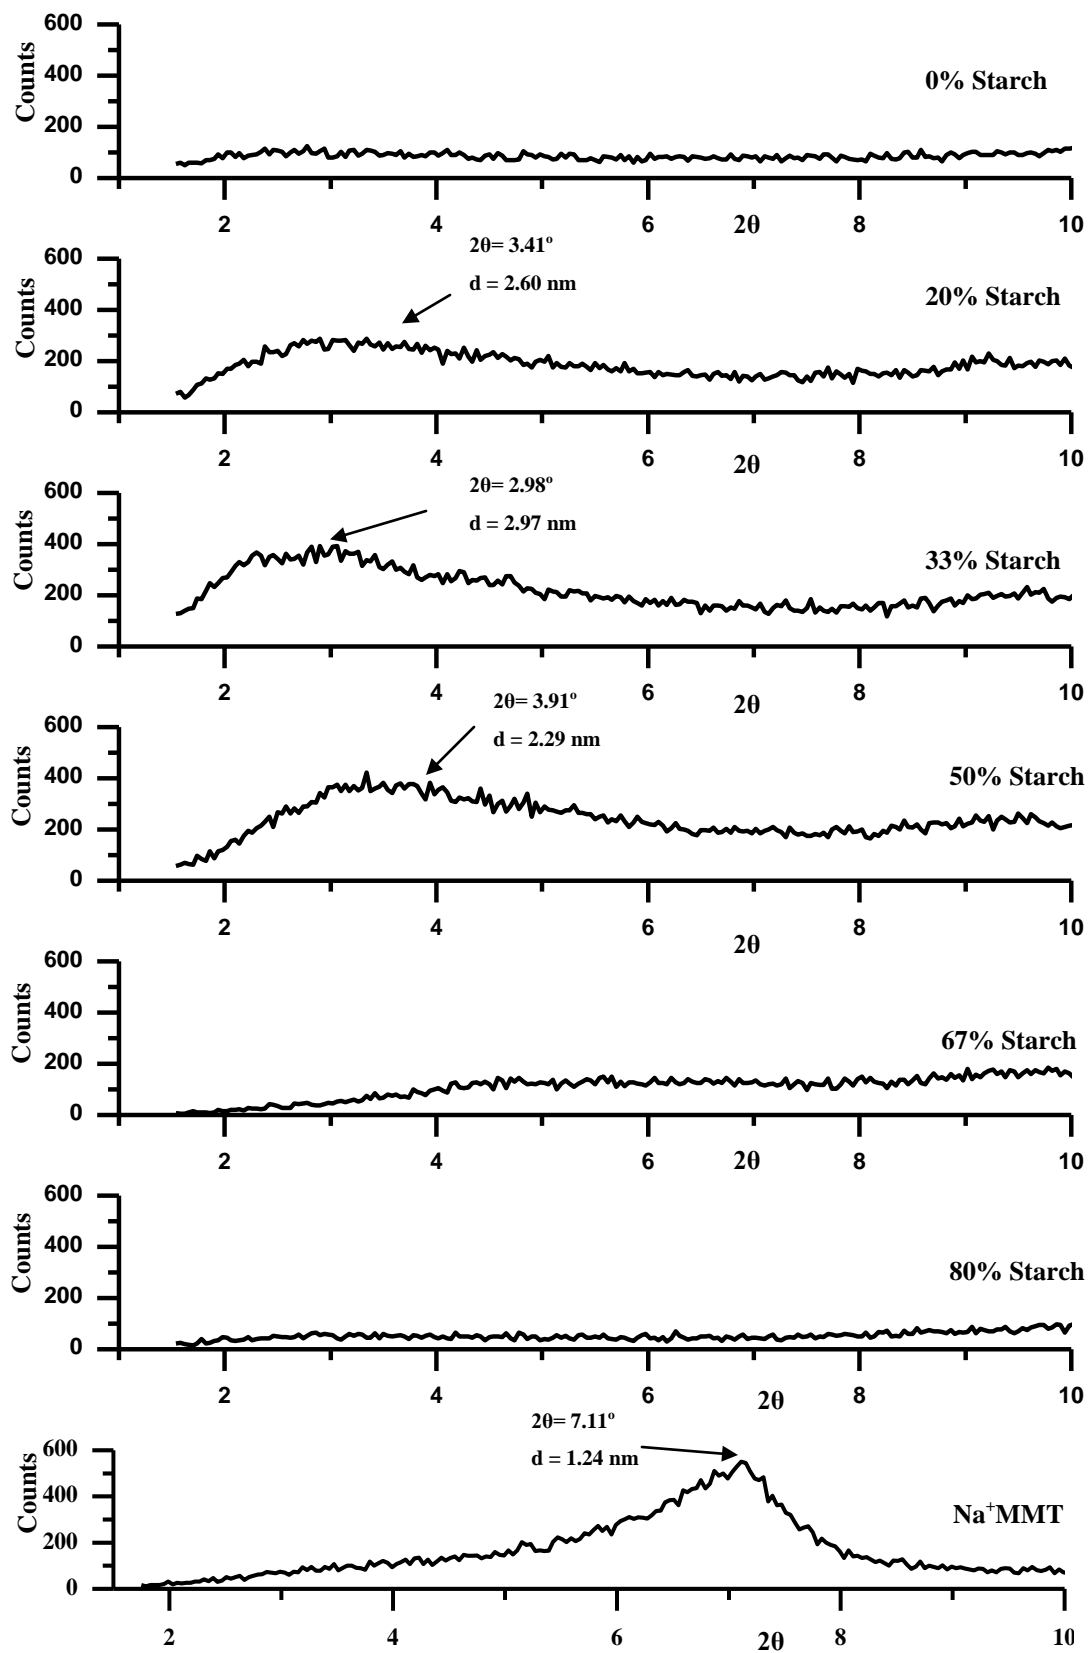 600
400
200
0
Counts
0% Starch
2 4 6 2θ 8 10
2θ= 3.41º
d = 2.60 nm
600
400
200
0
Counts
20% Starch
2 4 6 2θ 8 10
2θ= 2.98º
d = 2.97 nm
600
400
200
0
Counts
33% Starch
2 4 6 2θ 8 10
2θ= 3.91º
d = 2.29 nm
600
400
200
0
Counts
50% Starch
2 4 6 2θ 8 10
600
400
200
0
Counts
67% Starch
2 4 6 2θ 8 10
600
400
200
0
Counts
80% Starch
2 4 6 2θ 8 10
2θ= 7.11º
d = 1.24 nm
600
400
200
0
Counts
Na⁺MMT
2 4 6 2θ 8 10